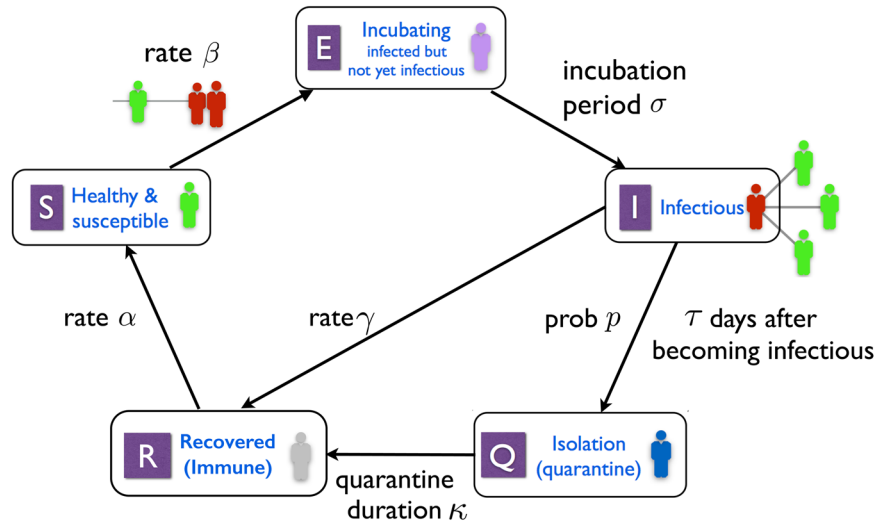 rate β
E
Incubating
infected but
not yet infectious
incubation
period σ
S
Healthy &
susceptible
I
Infectious
rate α
rate γ
prob p
τ days after
becoming infectious
R
Recovered
(Immune)
Q
Isolation
(quarantine)
quarantine
duration κ